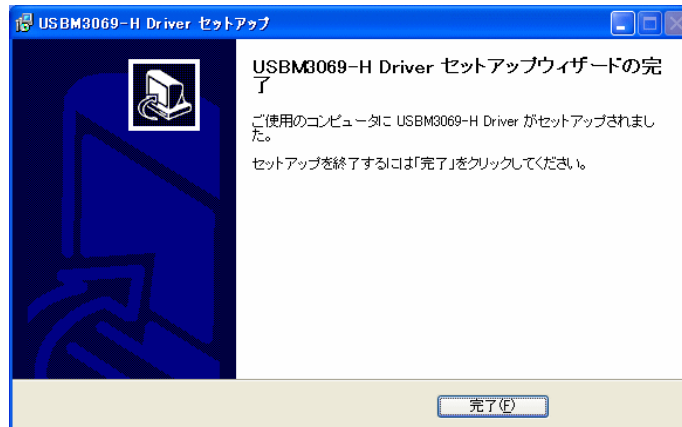 USBM3069-H Driver セットアップ
USBM3069-H Driver セットアップウィザードの完
了
ご使用のコンピュータに USBM3069-H Driver がセットアップされまし
た。
セットアップを終了するには「完了」をクリックしてください。
完了(F)